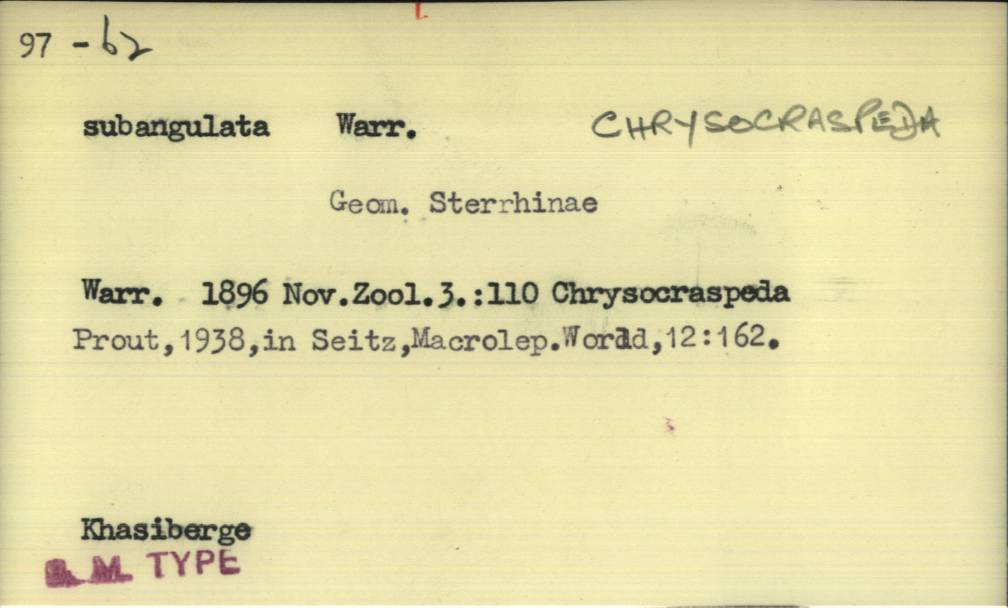 97 - 62
subangulata Warr. CHRYSOCRASPEDA
Geom. Sterrhinae
Warr. 1896 Nov.Zool.3.:110 Chrysocraspeda
Prout,1938,in Seitz,Macrolep.World,12:162.
Khasiberge
B. M. TYPE